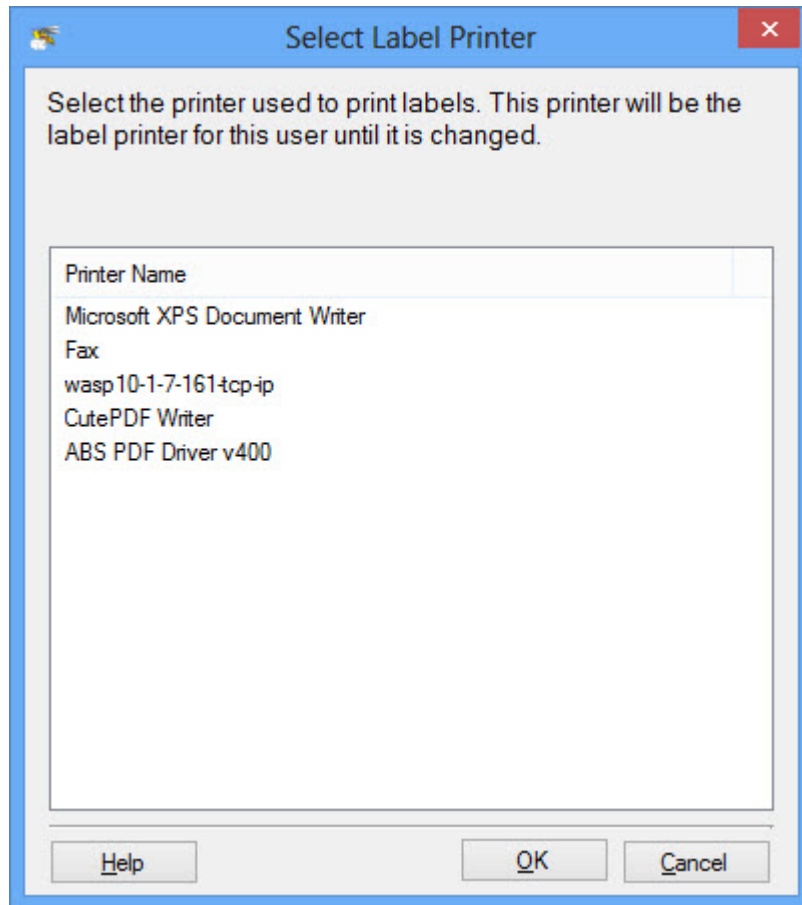 Select Label Printer
Select the printer used to print labels. This printer will be the
label printer for this user until it is changed.
Printer Name
Microsoft XPS Document Writer
Fax
wasp10-1-7-161-tcp-ip
CutePDF Writer
ABS PDF Driver v400
Help OK Cancel